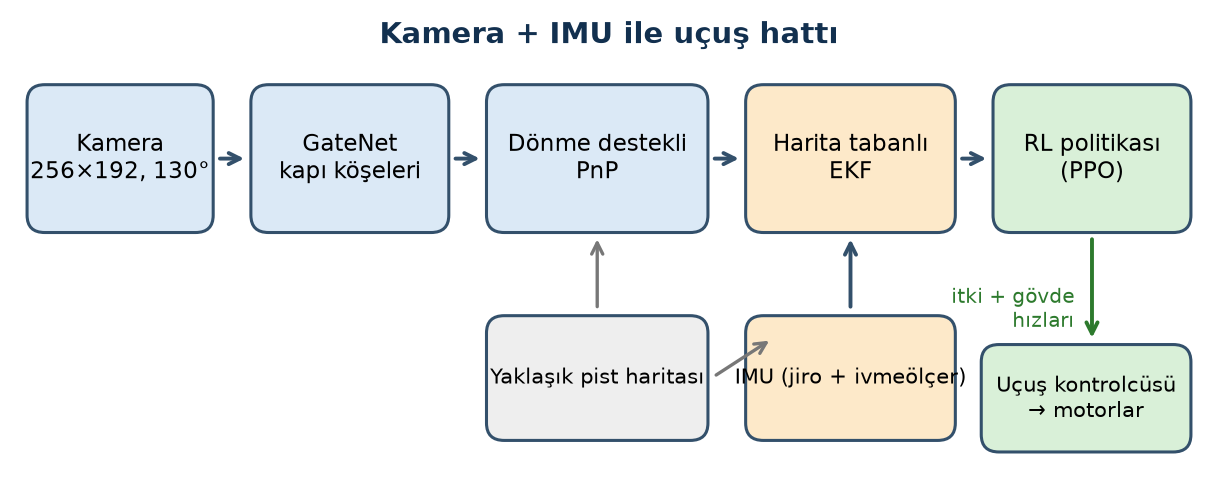 Kamera + IMU ile uçuş hattı
Kamera
256×192, 130°
GateNet
kapı köşeleri
Dönme destekli
PnP
Harita tabanlı
EKF
RL politikası
(PPO)
itki + gövde
hızları
Yaklaşık pist haritası
IMU (jiro + ivmeölçer)
Uçuş kontrolcüsü
→ motorlar